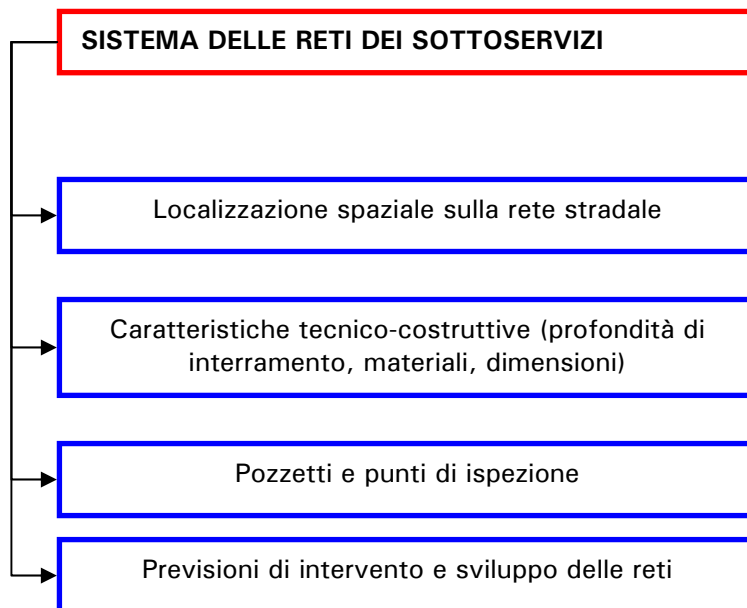 SISTEMA DELLE RETI DEI SOTTOSERVIZI
Localizzazione spaziale sulla rete stradale
Caratteristiche tecnico-costruttive (profondità di
interramento, materiali, dimensioni)
Pozzetti e punti di ispezione
Previsioni di intervento e sviluppo delle reti